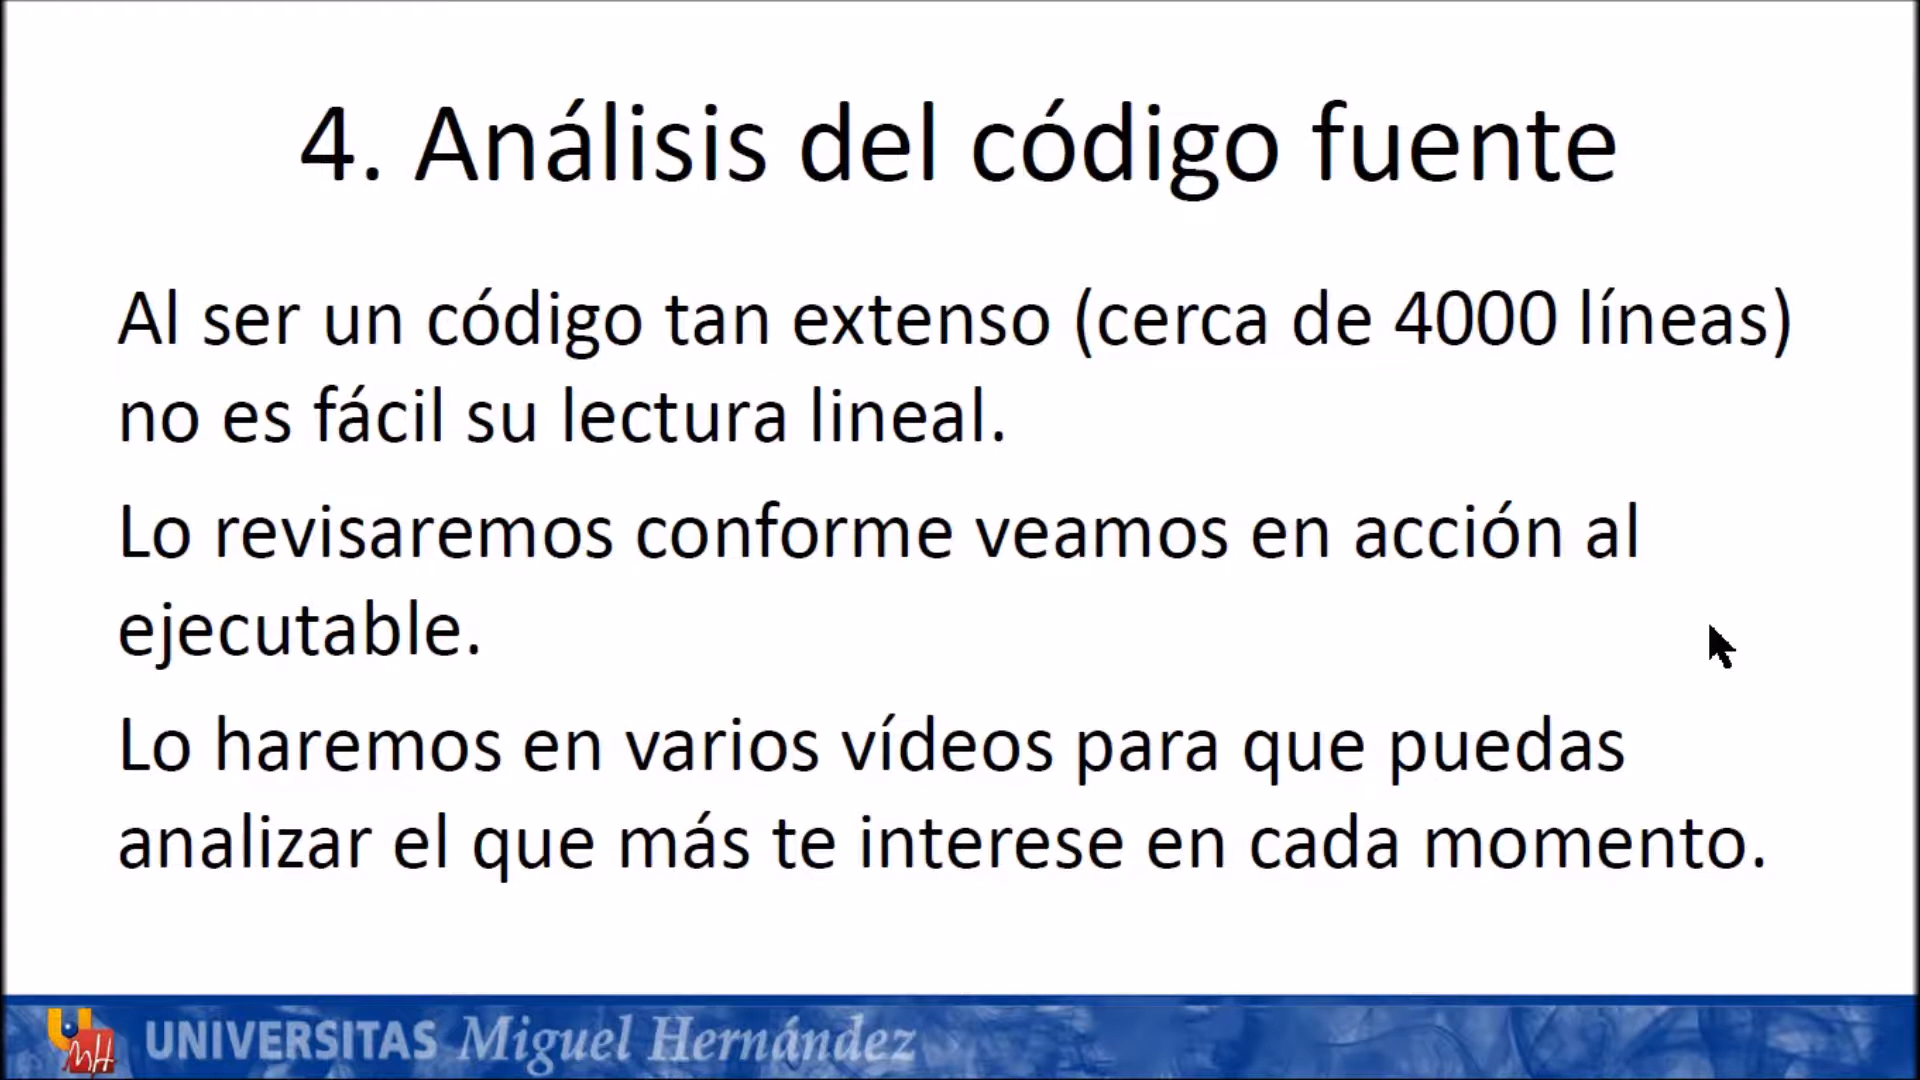 4. Análisis del código fuente
Al ser un código tan extenso (cerca de 4000 líneas)
no es fácil su lectura lineal.
Lo revisaremos conforme veamos en acción al
ejecutable.
Lo haremos en varios vídeos para que puedas
analizar el que más te interese en cada momento.
UNIVERSITAS Miguel Hernández